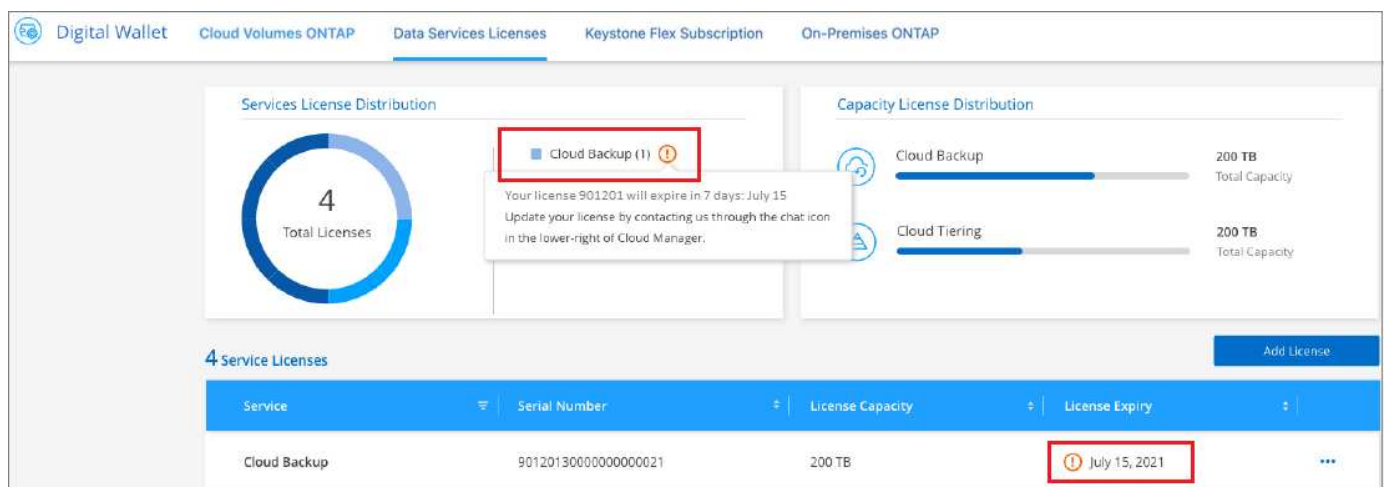 Digital Wallet
Cloud Volumes ONTAP
Data Services Licenses
Keystone Flex Subscription
On-Premises ONTAP
Services License Distribution
4
Total Licenses
Cloud Backup (1)
Your license 901201 will expire in 7 days: July 15
Update your license by contacting us through the chat icon
in the lower-right of Cloud Manager.
Capacity License Distribution
Cloud Backup
200 TB
Total Capacity
Cloud Tiering
200 TB
Total Capacity
4 Service Licenses
Add License
Service
Serial Number
License Capacity
License Expiry
Cloud Backup
90120130000000000021
200 TB
July 15, 2021